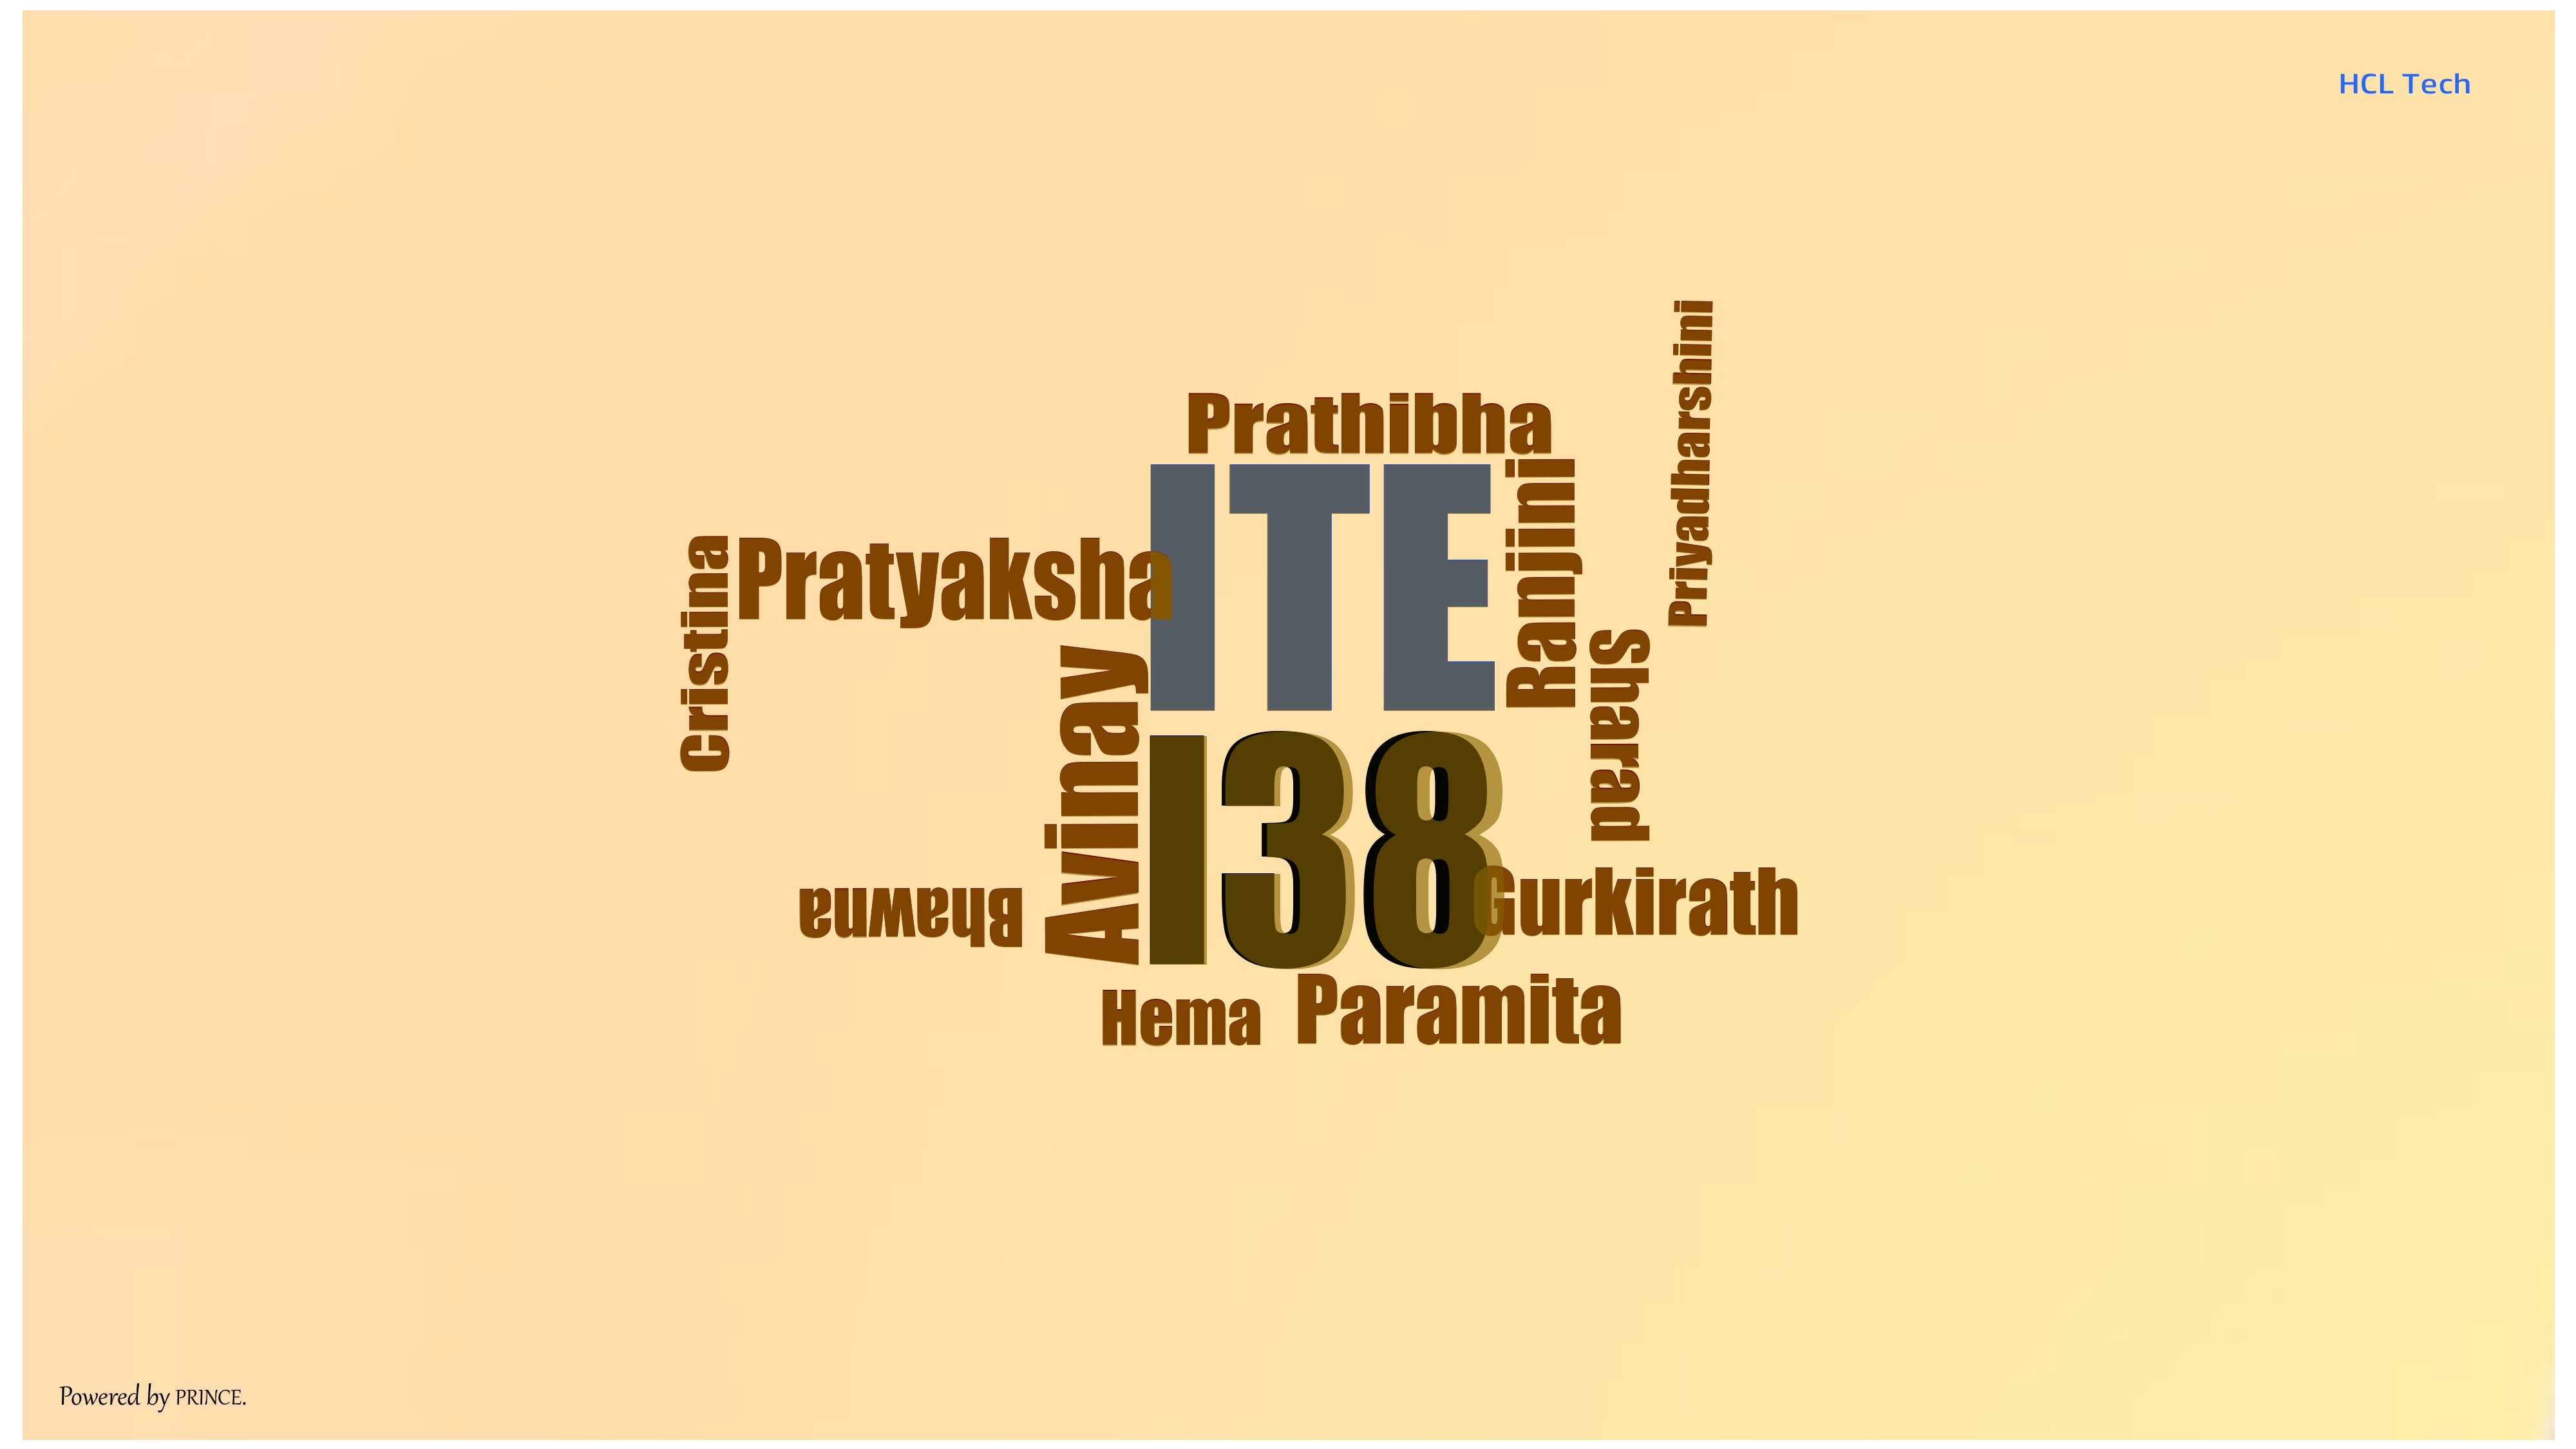 HCL Tech
Priyadharshini
Prathibha
ITE
Ranjini
Cristina
Pratyaksha
Sharad
Avinay
I38
Bhawna
Gurkirath
Hema
Paramita
Powered by PRINCE.